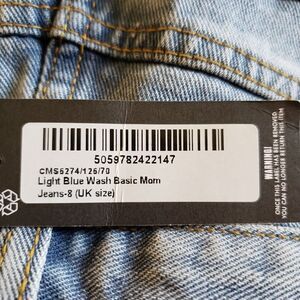 5059782422147
CMS5274/126/70
Light Blue Wash Basic Mom
Jeans-8 (UK size)
WARNING!
ONCE THIS LABEL HAS BEEN REMOVED
YOU CAN NO LONGER RETURN THIS ITEM